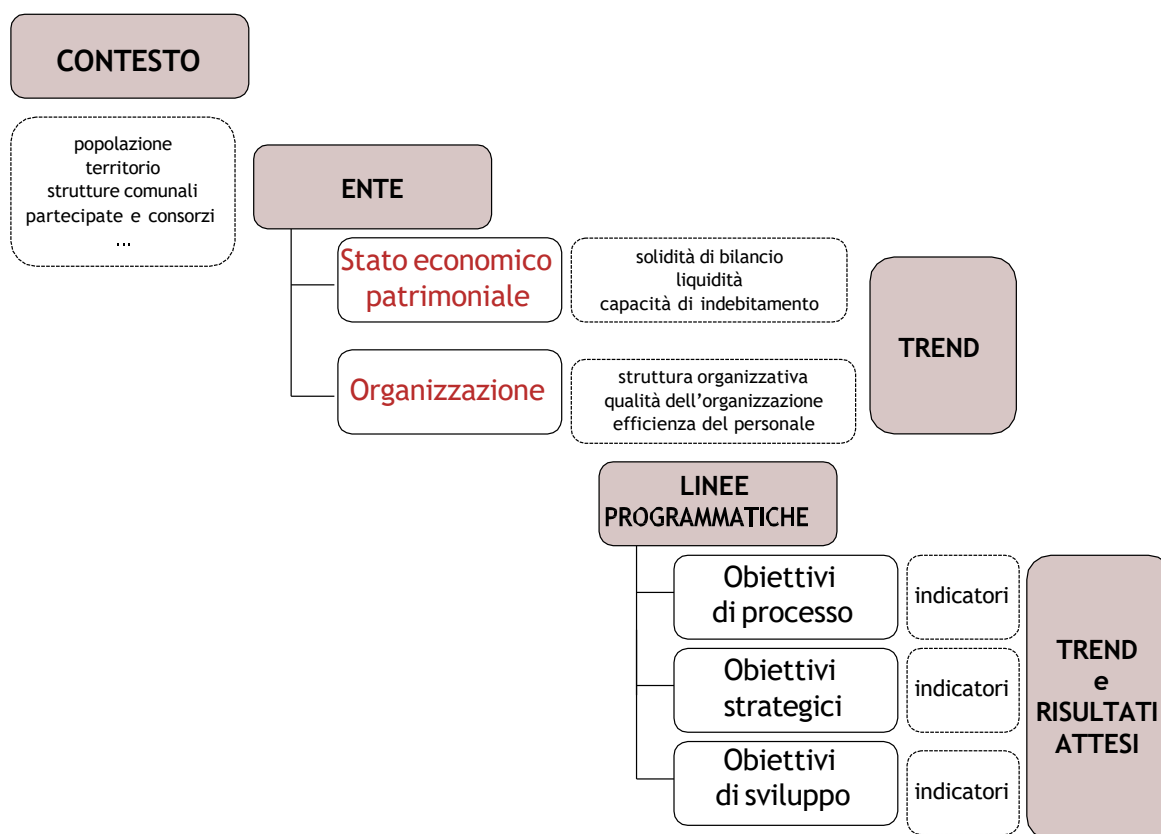 CONTESTO
popolazione
territorio
strutture comunali
partecipate e consorzi
...
ENTE
Stato economico
patrimoniale
solidità di bilancio
liquidità
capacità di indebitamento
TREND
Organizzazione
struttura organizzativa
qualità dell’organizzazione
efficienza del personale
LINEE
PROGRAMMATICHE
Obiettivi
di processo
indicatori
Obiettivi
strategici
indicatori
Obiettivi
di sviluppo
indicatori
TREND
e
RISULTATI
ATTESI